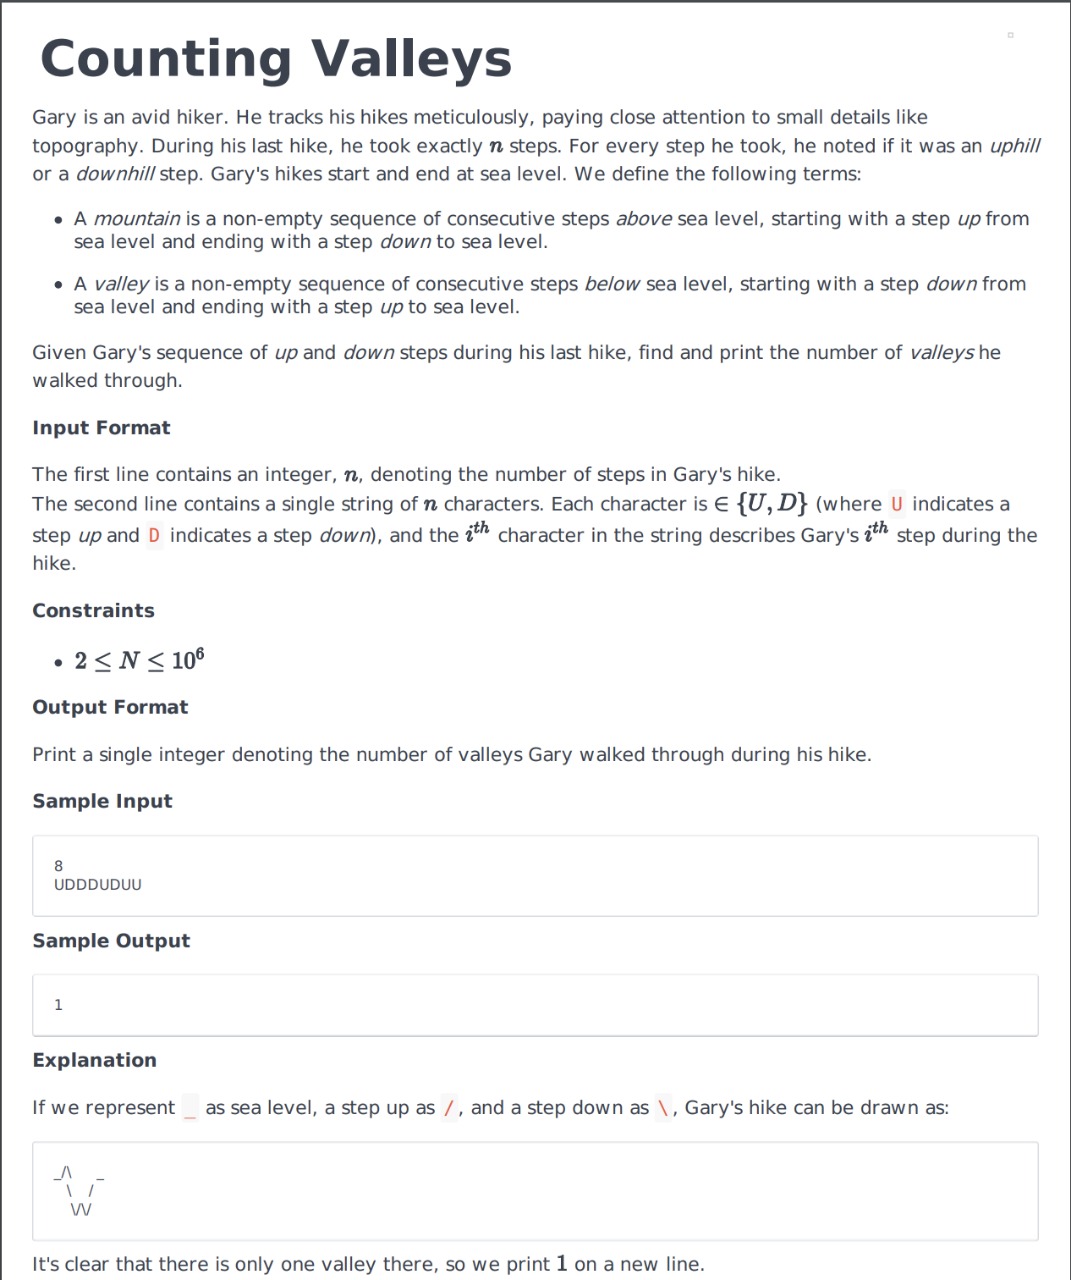 Counting Valleys
Gary is an avid hiker. He tracks his hikes meticulously, paying close attention to small details like
topography. During his last hike, he took exactly n steps. For every step he took, he noted if it was an uphill
or a downhill step. Gary's hikes start and end at sea level. We define the following terms:
• A mountain is a non-empty sequence of consecutive steps above sea level, starting with a step up from
sea level and ending with a step down to sea level.
• A valley is a non-empty sequence of consecutive steps below sea level, starting with a step down from
sea level and ending with a step up to sea level.
Given Gary's sequence of up and down steps during his last hike, find and print the number of valleys he
walked through.
Input Format
The first line contains an integer, n, denoting the number of steps in Gary's hike.
The second line contains a single string of n characters. Each character is ∈ {U, D} (where U indicates a
step up and D indicates a step down), and the i^th character in the string describes Gary's i^th step during the
hike.
Constraints
• 2 ≤ N ≤ 10^6
Output Format
Print a single integer denoting the number of valleys Gary walked through during his hike.
Sample Input
8
UDDDUDUU
Sample Output
1
Explanation
If we represent _ as sea level, a step up as /, and a step down as \, Gary's hike can be drawn as:
_/\      _
   \    /
    \/\/
It's clear that there is only one valley there, so we print 1 on a new line.